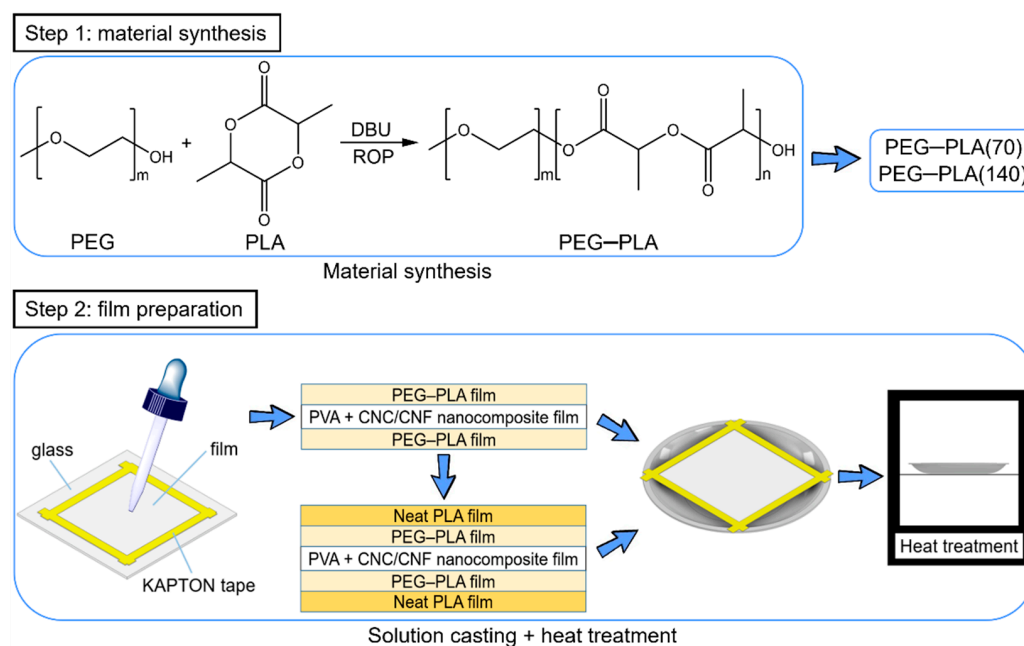 Step 1: material synthesis
O
OH
m
+
O
O
O
O
DBU
ROP
O
m
O
O
O
O
OH
n
PEG
PLA
PEG–PLA
PEG–PLA(70)
PEG–PLA(140)
Material synthesis
Step 2: film preparation
glass
film
KAPTON tape
PEG–PLA film
PVA + CNC/CNF nanocomposite film
PEG–PLA film
Neat PLA film
PEG–PLA film
PVA + CNC/CNF nanocomposite film
PEG–PLA film
Neat PLA film
Heat treatment
Solution casting + heat treatment